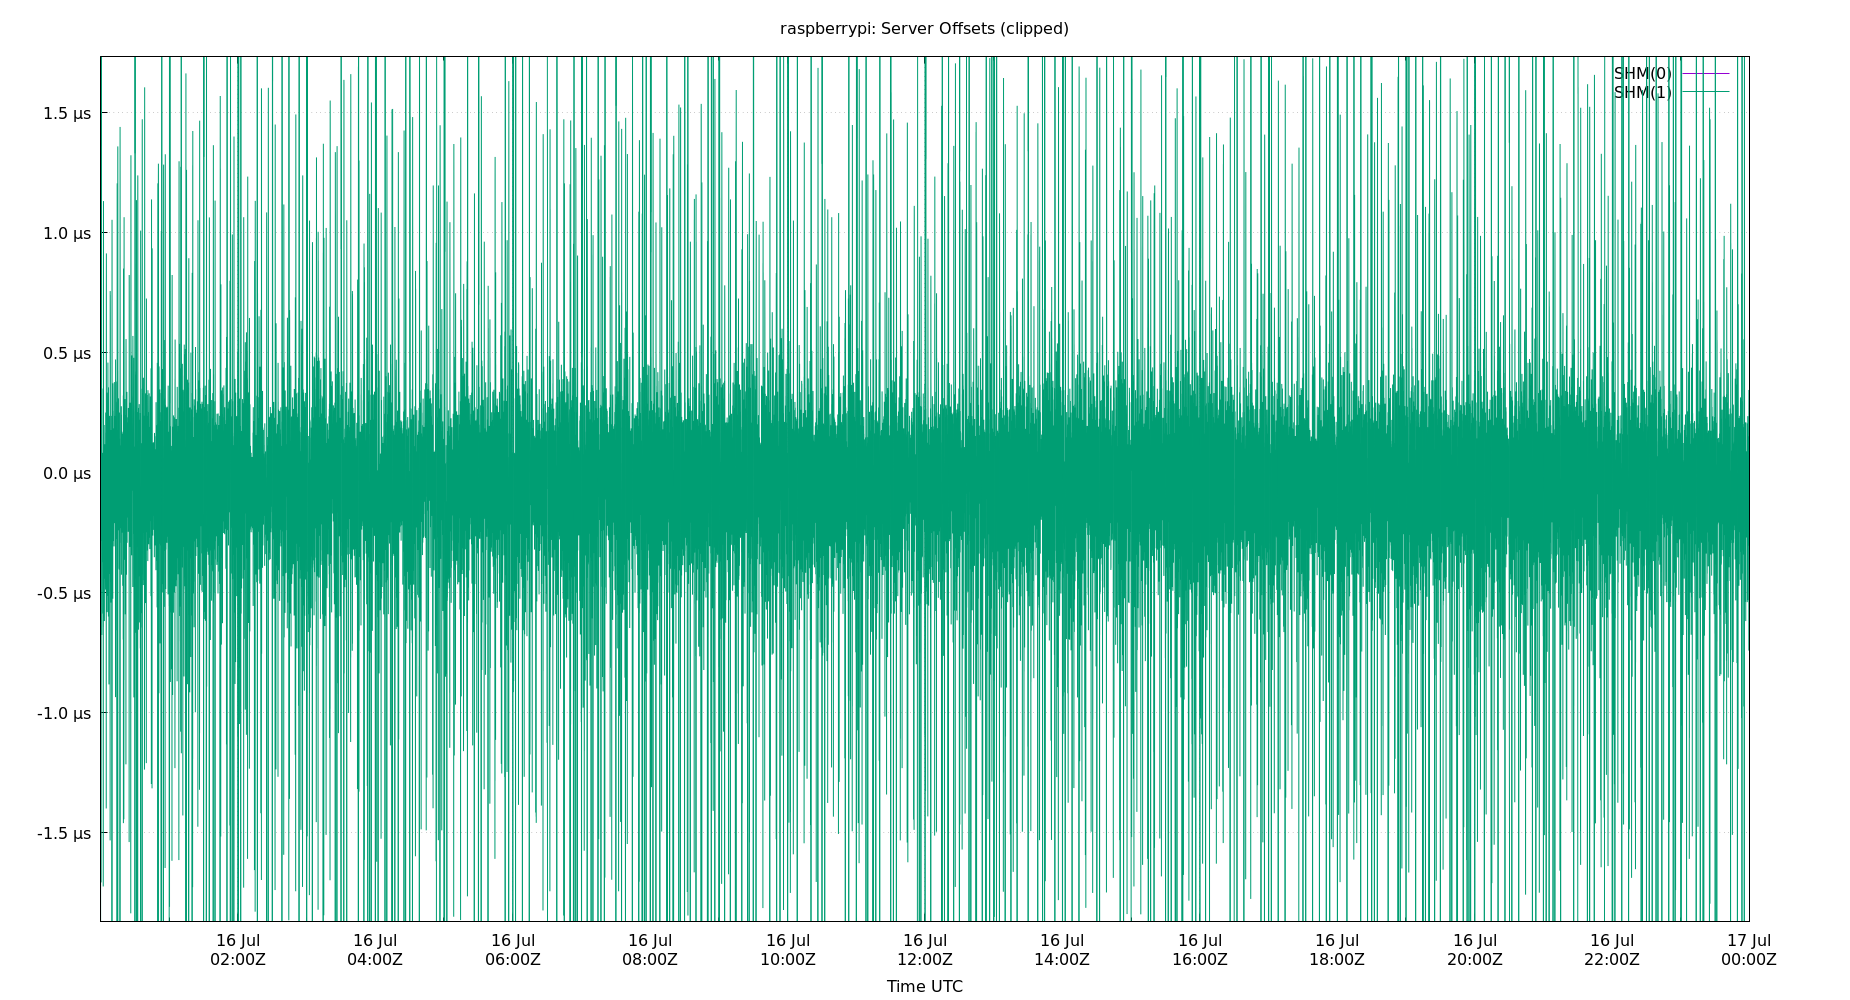 raspberrypi: Server Offsets (clipped)
SHM(0)
SHM(1)
1.5 µs
1.0 µs
0.5 µs
0.0 µs
-0.5 µs
-1.0 µs
-1.5 µs
16 Jul 16 Jul 16 Jul 16 Jul 16 Jul 16 Jul 16 Jul 16 Jul 16 Jul 16 Jul 16 Jul 17 Jul
02:00Z 04:00Z 06:00Z 08:00Z 10:00Z 12:00Z 14:00Z 16:00Z 18:00Z 20:00Z 22:00Z 00:00Z
Time UTC